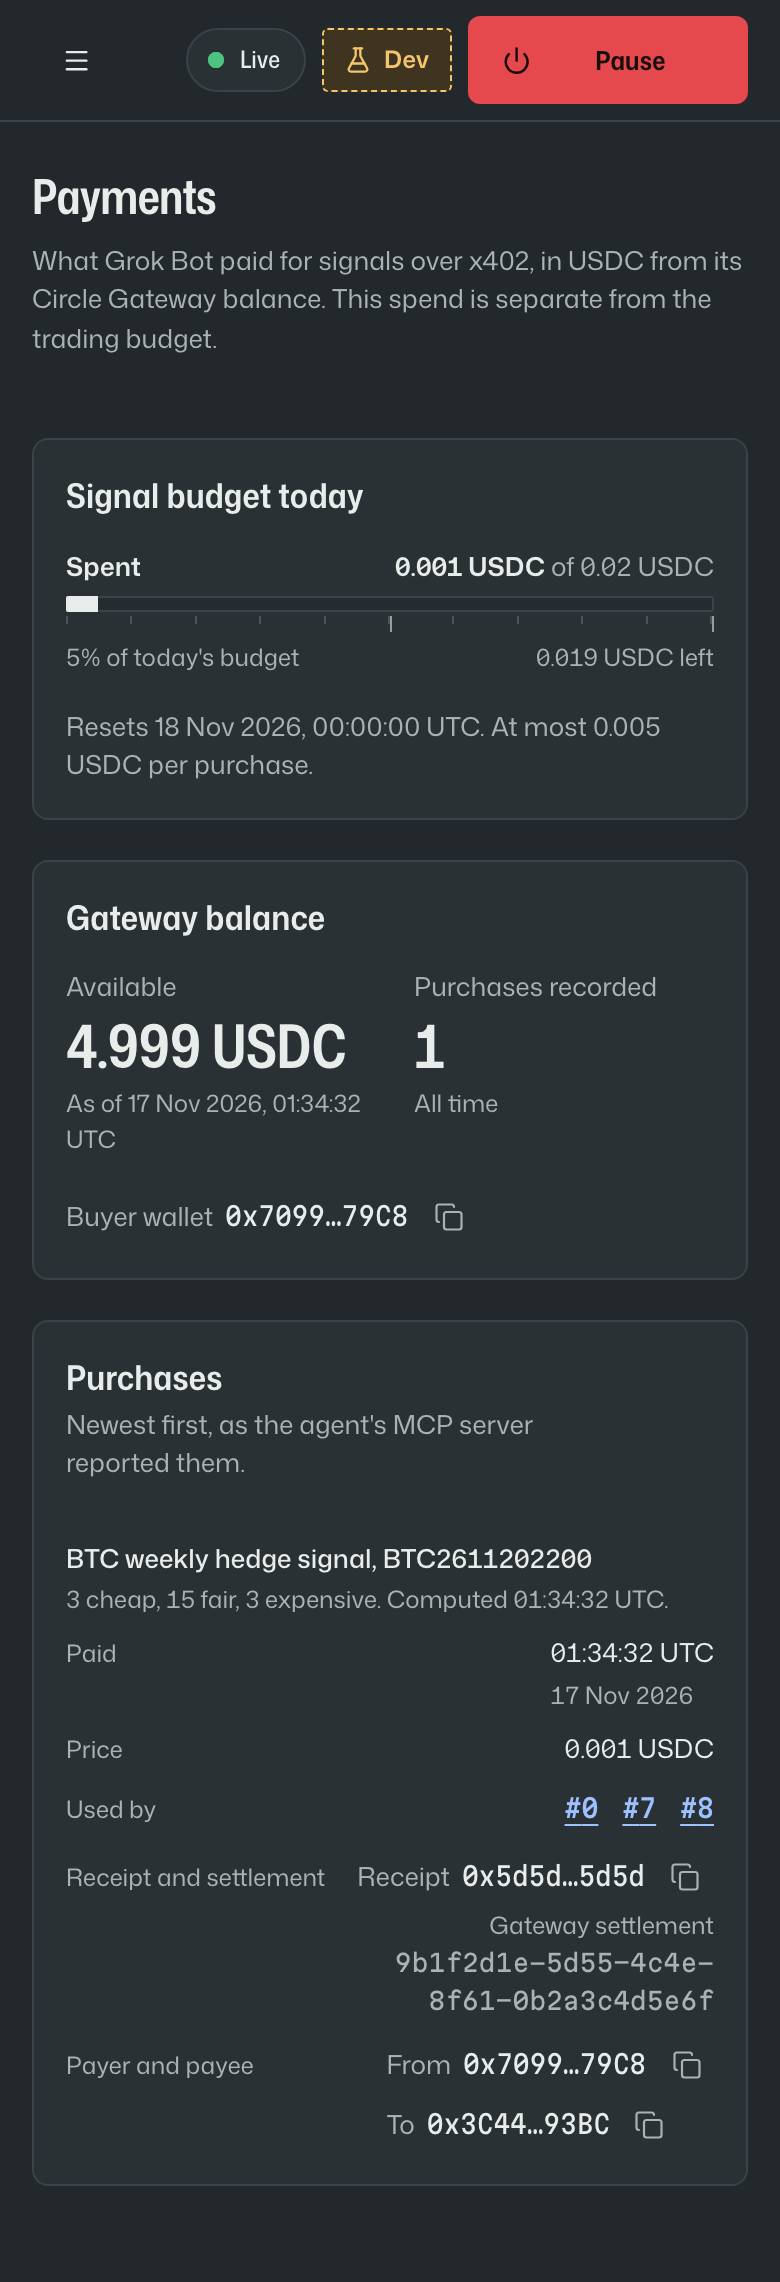 Live
Dev
Pause
Payments
What Grok Bot paid for signals over x402, in USDC from its
Circle Gateway balance. This spend is separate from the
trading budget.
Signal budget today
Spent 0.001 USDC of 0.02 USDC
5% of today's budget 0.019 USDC left
Resets 18 Nov 2026, 00:00:00 UTC. At most 0.005
USDC per purchase.
Gateway balance
Available
4.999 USDC
As of 17 Nov 2026, 01:34:32
UTC
Purchases recorded
1
All time
Buyer wallet 0x7099…79C8
Purchases
Newest first, as the agent's MCP server
reported them.
BTC weekly hedge signal, BTC2611202200
3 cheap, 15 fair, 3 expensive. Computed 01:34:32 UTC.
Paid 01:34:32 UTC
17 Nov 2026
Price 0.001 USDC
Used by #0 #7 #8
Receipt and settlement Receipt 0x5d5d…5d5d
Gateway settlement
9b1f2d1e-5d55-4c4e-
8f61-0b2a3c4d5e6f
Payer and payee From 0x7099…79C8
To 0x3C44…93BC